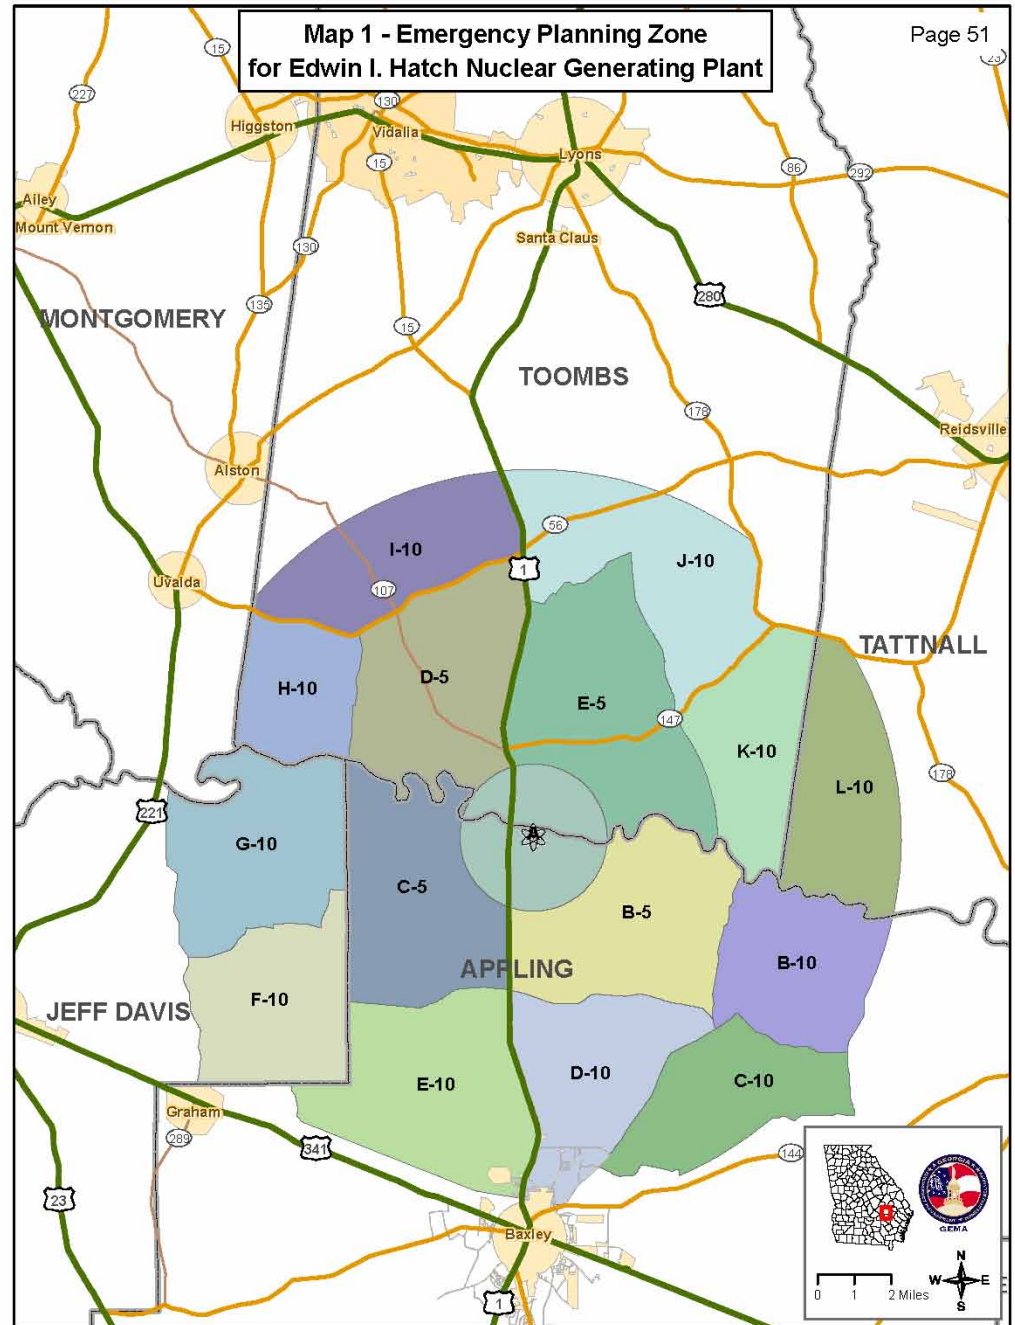 Map 1 - Emergency Planning Zone
for Edwin I. Hatch Nuclear Generating Plant
Page 51
15
23
227
130
Higgston
Vidalia
Lyons
15
86
292
Ailey
Mount Vernon
Santa Claus
130
280
135
MONTGOMERY
15
TOOMBS
178
Reidsville
Alston
56
I-10
J-10
1
107
Uvalda
TATTNALL
D-5
H-10
E-5
147
K-10
178
L-10
221
A
G-10
C-5
B-5
B-10
APPLING
F-10
JEFF DAVIS
D-10
C-10
E-10
Graham
289
341
144
23
GEORGIA
GEMA
Baxley
N
W E
S
0 1 2 Miles
1